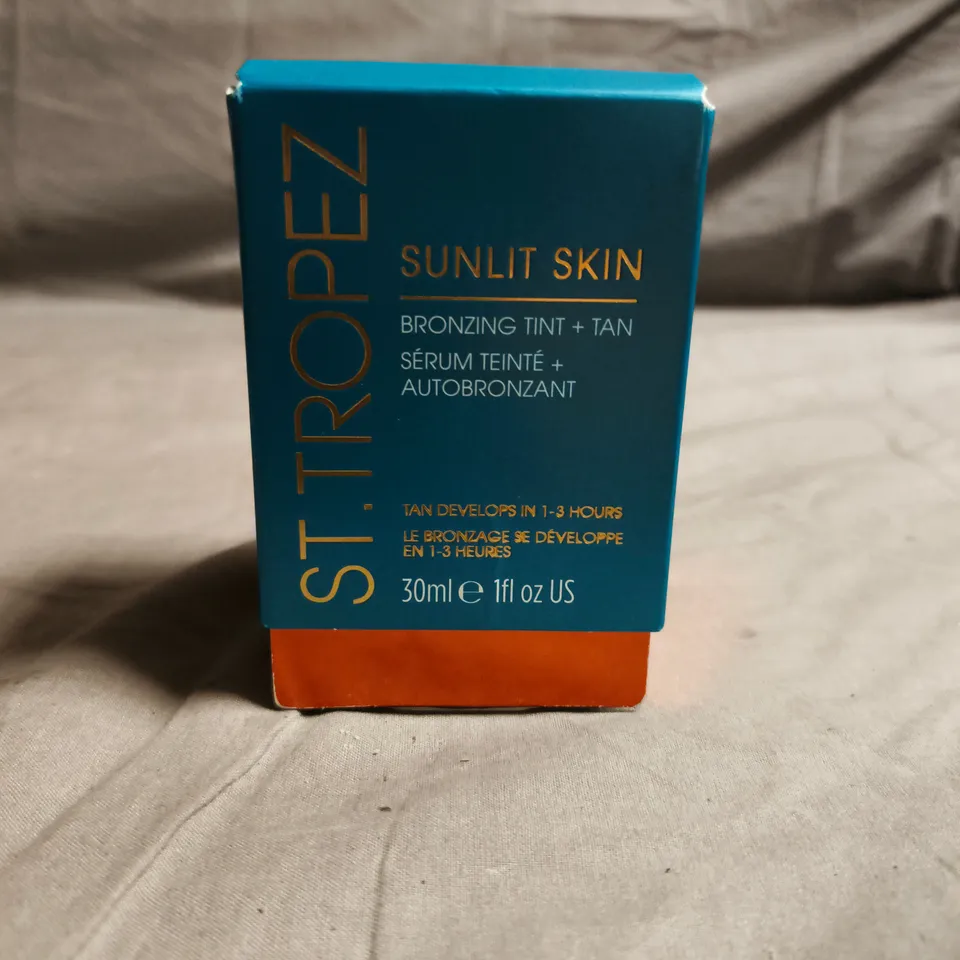 ST.TROPEZ
SUNLIT SKIN
BRONZING TINT + TAN
SÉRUM TEINTÉ +
AUTOBRONZANT
TAN DEVELOPS IN 1-3 HOURS
LE BRONZAGE SE DÉVELOPPE
EN 1-3 HEURES
30ml ℮ 1fl oz US